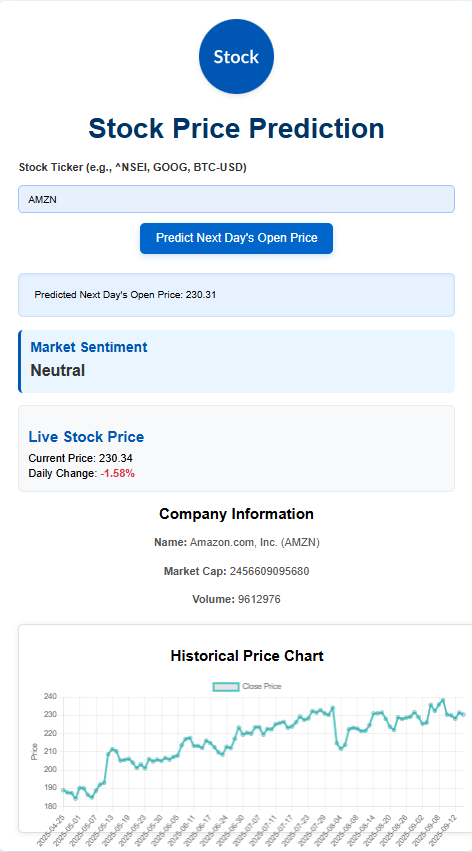 Stock
Stock Price Prediction
Stock Ticker (e.g., ^NSEI, GOOG, BTC-USD)
AMZN
Predict Next Day's Open Price
Predicted Next Day's Open Price: 230.31
Market Sentiment
Neutral
Live Stock Price
Current Price: 230.34
Daily Change: -1.58%
Company Information
Name: Amazon.com, Inc. (AMZN)
Market Cap: 2456609095680
Volume: 9612976
Historical Price Chart
Close Price
240
230
220
210
200
190
180
Price
2025-04-25
2025-05-01
2025-05-07
2025-05-13
2025-05-19
2025-05-23
2025-05-30
2025-06-05
2025-06-11
2025-06-17
2025-06-24
2025-06-30
2025-07-07
2025-07-11
2025-07-17
2025-07-23
2025-07-29
2025-08-04
2025-08-08
2025-08-14
2025-08-20
2025-08-26
2025-09-02
2025-09-08
2025-09-12